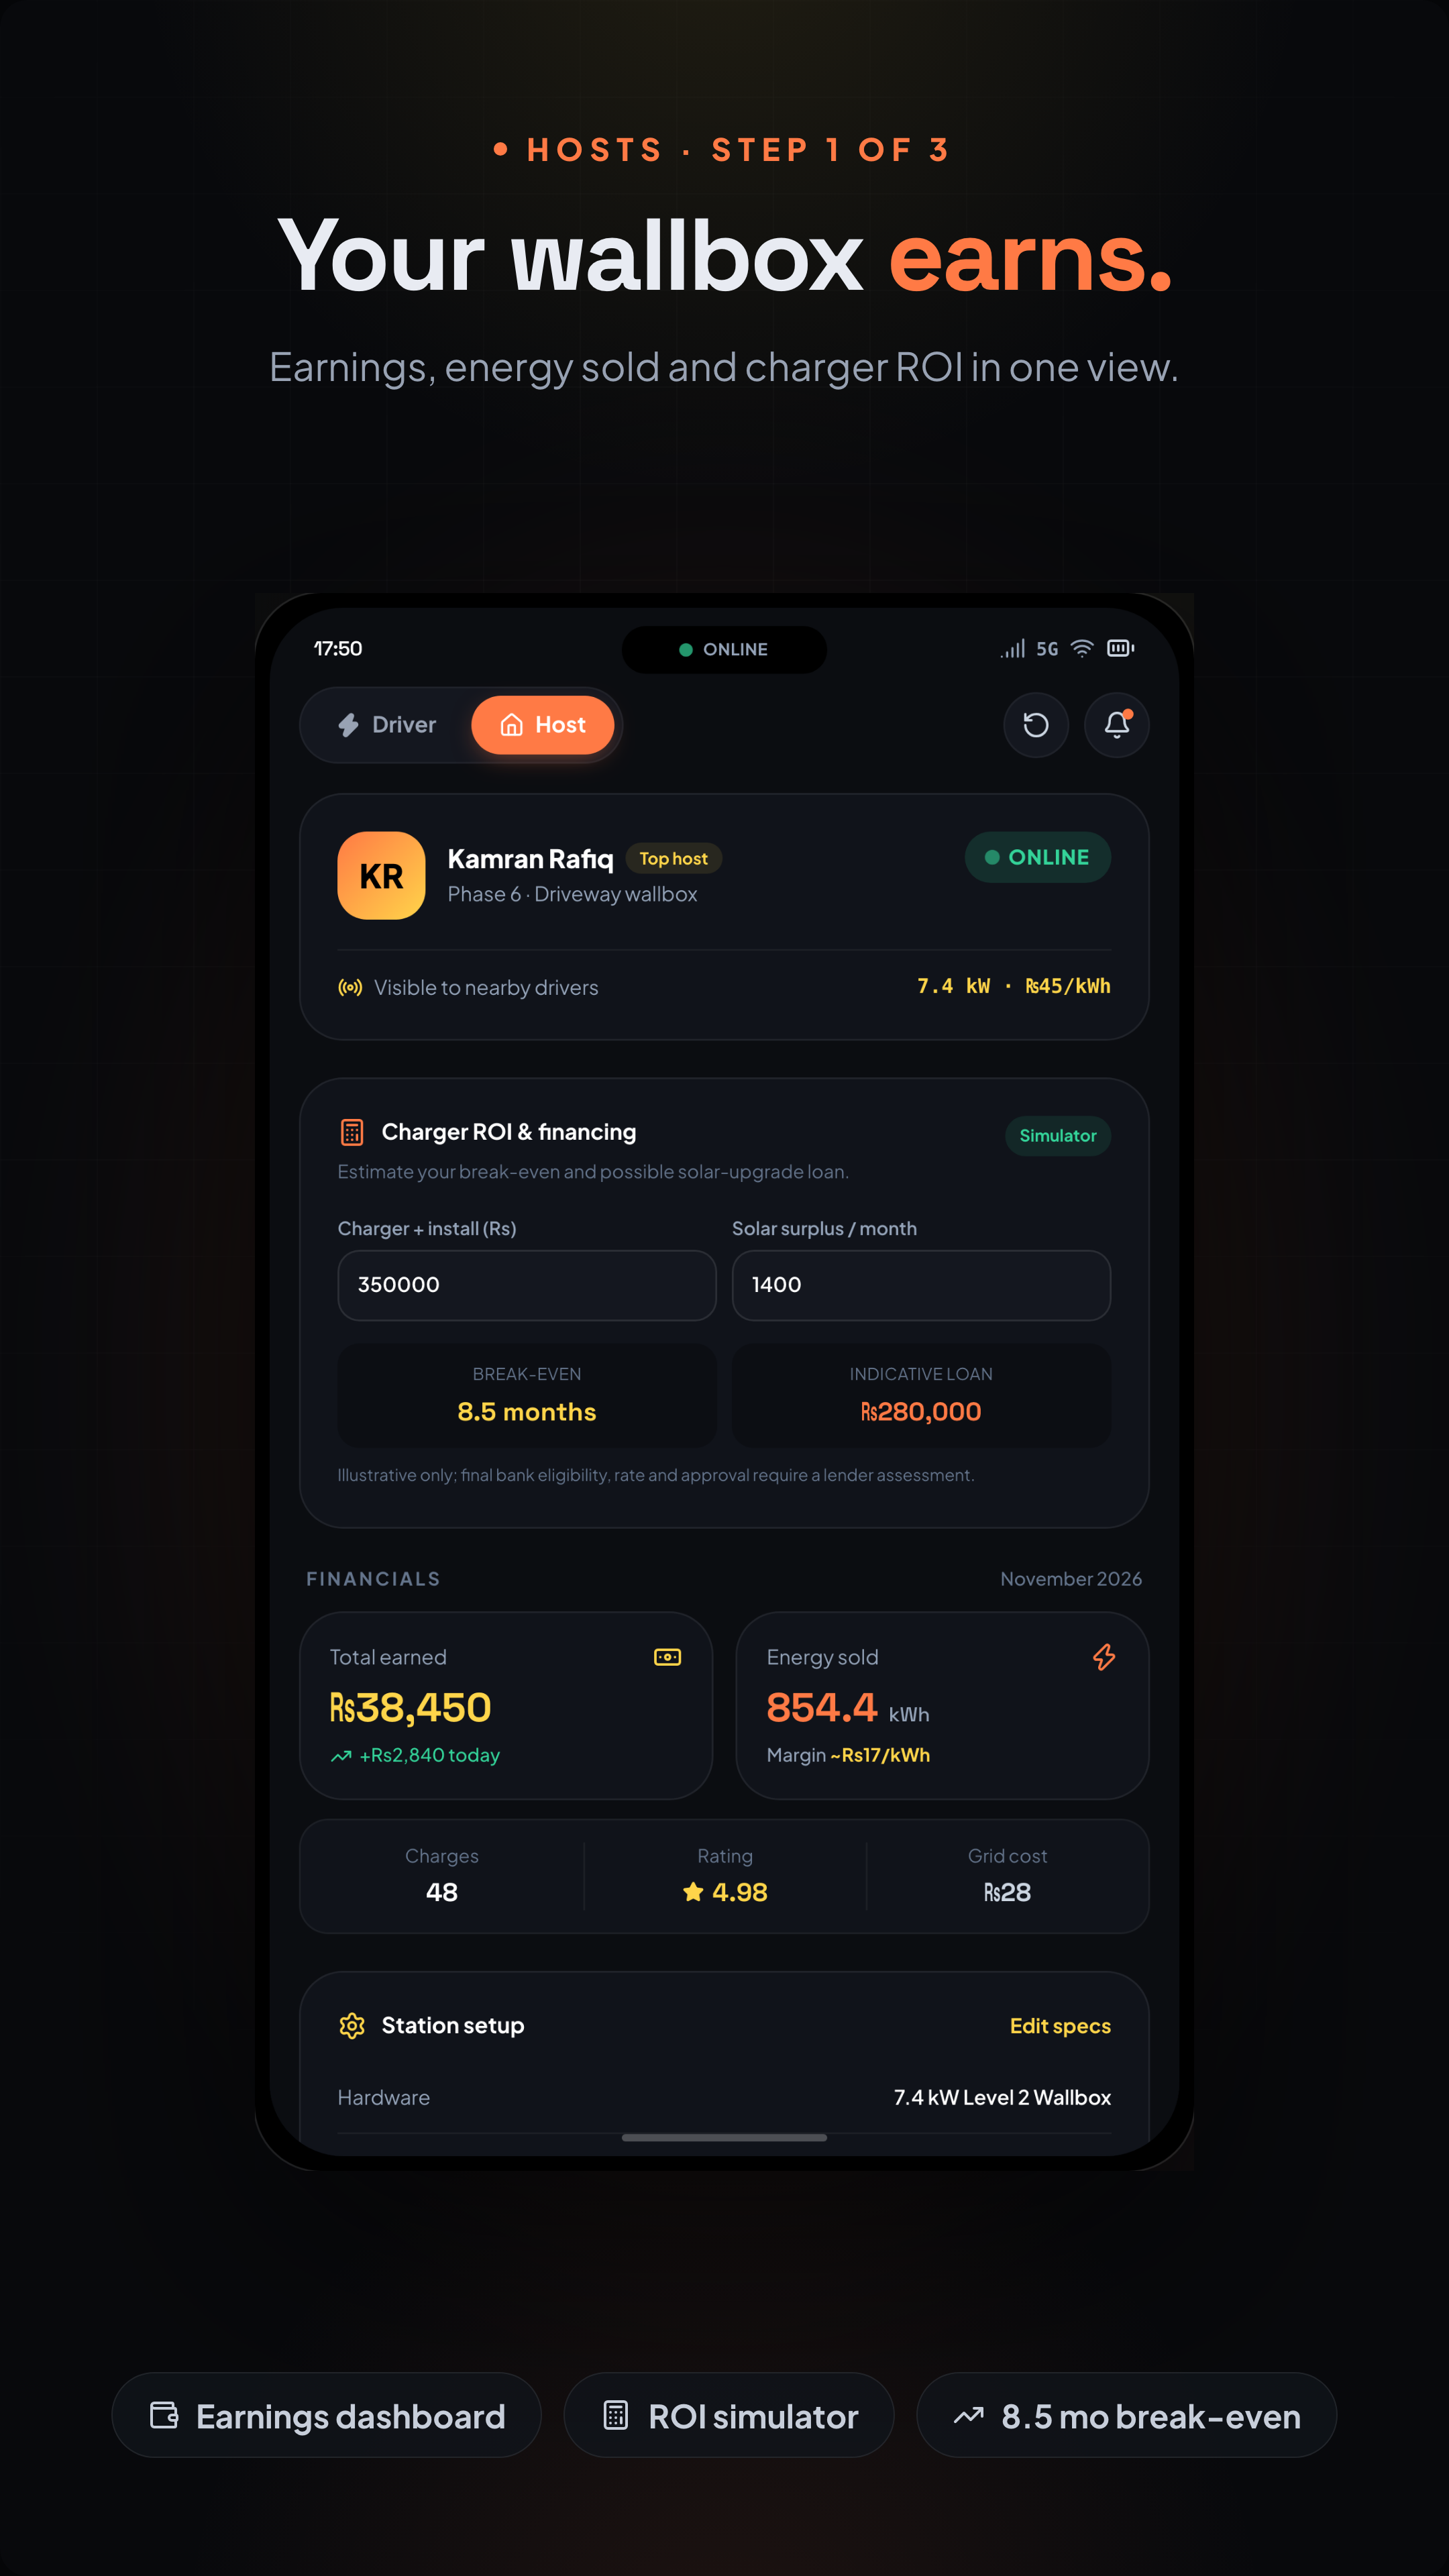 HOSTS · STEP 1 OF 3
Your wallbox earns.
Earnings, energy sold and charger ROI in one view.
17:50
ONLINE
5G
Driver
Host
KR
Kamran Rafiq
Top host
ONLINE
Phase 6 · Driveway wallbox
Visible to nearby drivers
7.4 kW · ₨45/kWh
Charger ROI & financing
Simulator
Estimate your break-even and possible solar-upgrade loan.
Charger + install (Rs)
Solar surplus / month
350000
1400
BREAK-EVEN
INDICATIVE LOAN
8.5 months
₨280,000
Illustrative only; final bank eligibility, rate and approval require a lender assessment.
FINANCIALS
November 2026
Total earned
Energy sold
₨38,450
854.4 kWh
+Rs2,840 today
Margin ~Rs17/kWh
Charges
Rating
Grid cost
48
4.98
₨28
Station setup
Edit specs
Hardware
7.4 kW Level 2 Wallbox
Earnings dashboard
ROI simulator
8.5 mo break-even